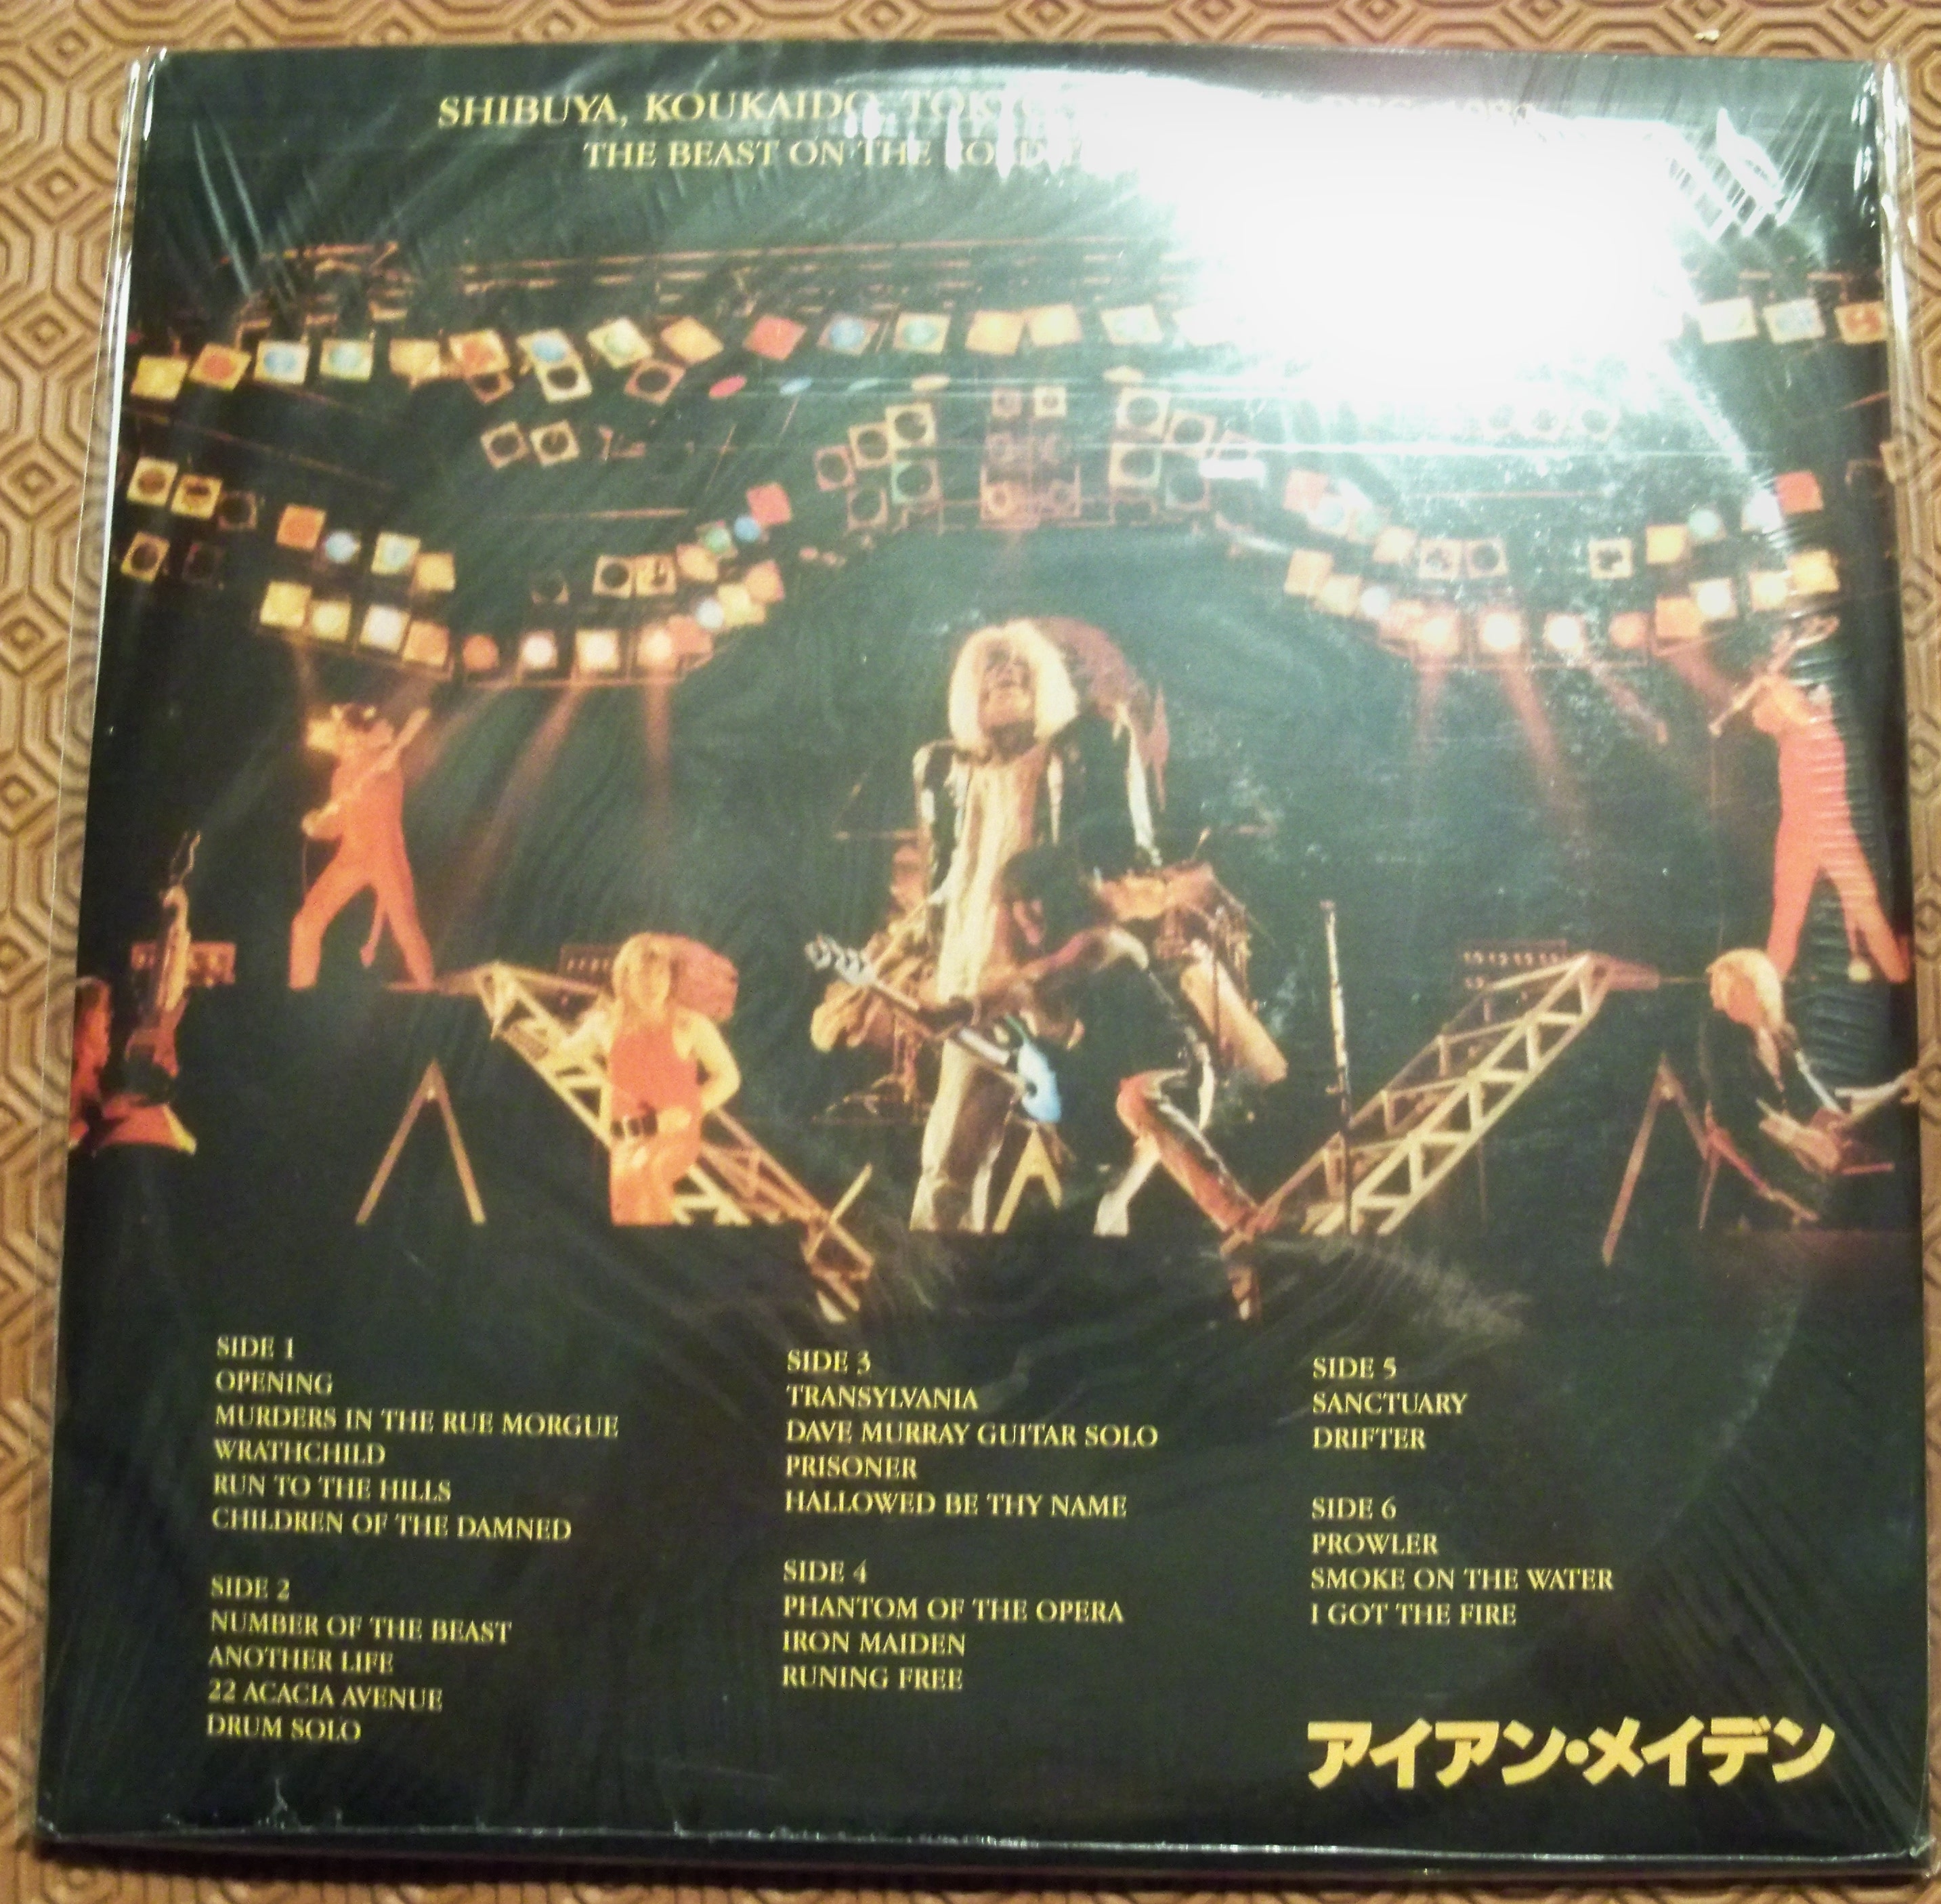 SHIBUYA, KOUKAIDO, TOKYO
THE BEAST ON THE ROAD
SIDE 1
OPENING
MURDERS IN THE RUE MORGUE
WRATHCHILD
RUN TO THE HILLS
CHILDREN OF THE DAMNED
SIDE 2
NUMBER OF THE BEAST
ANOTHER LIFE
22 ACACIA AVENUE
DRUM SOLO
SIDE 3
TRANSYLVANIA
DAVE MURRAY GUITAR SOLO
PRISONER
HALLOWED BE THY NAME
SIDE 4
PHANTOM OF THE OPERA
IRON MAIDEN
RUNING FREE
SIDE 5
SANCTUARY
DRIFTER
SIDE 6
PROWLER
SMOKE ON THE WATER
I GOT THE FIRE
アイアン・メイデン